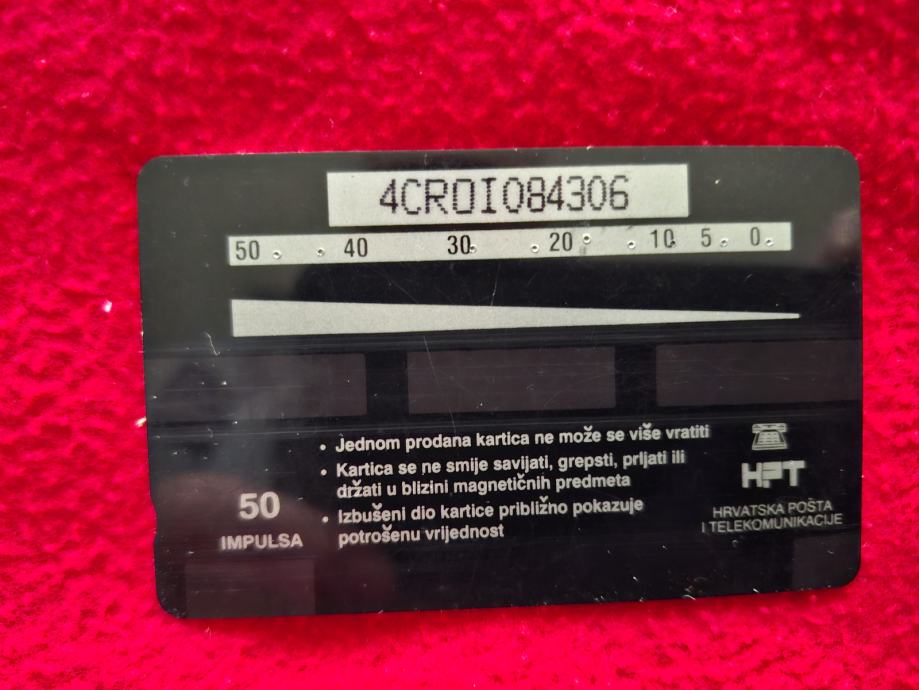 4CRDI084306
50 40 30 20 10 5 0
• Jednom prodana kartica ne može se više vratiti
• Kartica se ne smije savijati, grepsti, prljati ili
držati u blizini magnetičnih predmeta
• Izbušeni dio kartice približno pokazuje
potrošenu vrijednost
50
IMPULSA
HPT
HRVATSKA POŠTA
I TELEKOMUNIKACIJE